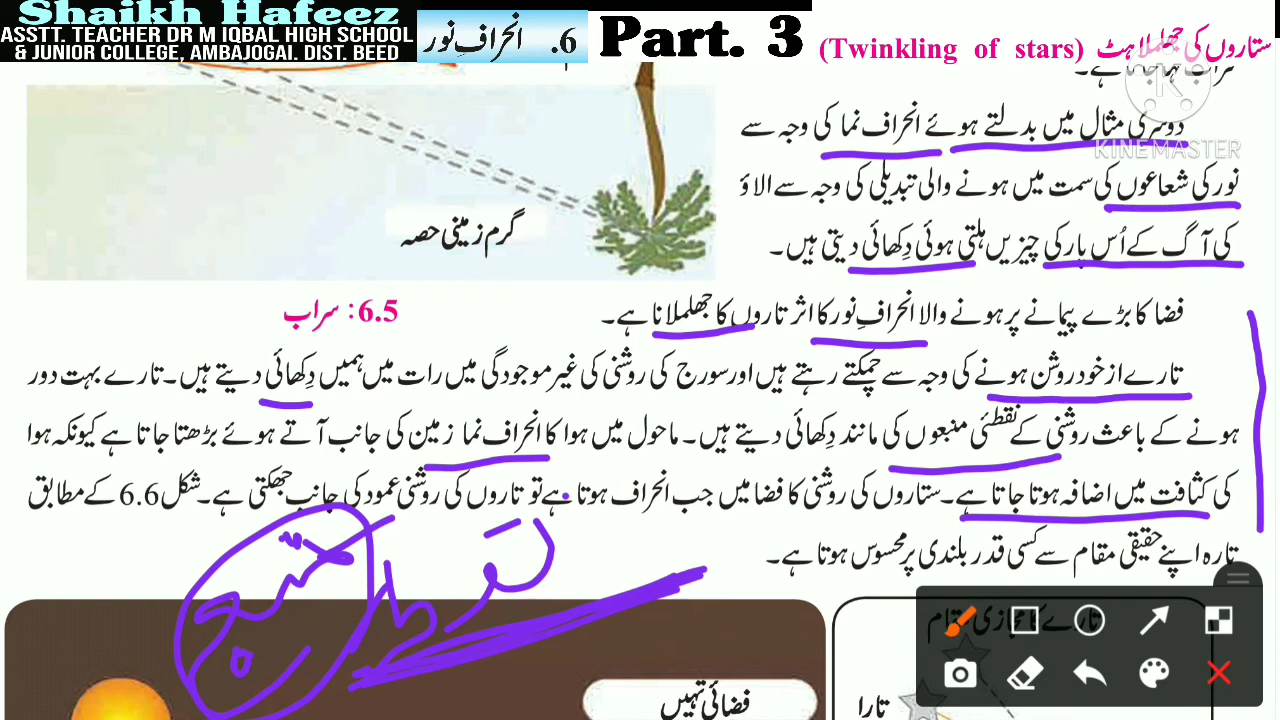 Shaikh Hafeez
ASSTT. TEACHER DR M IQBAL HIGH SCHOOL
& JUNIOR COLLEGE, AMBAJOGAI. DIST. BEED
6. انحرافِ نور
Part. 3
ستاروں کی جھلملاہٹ (Twinkling of stars)
KINEMASTER
دوسری مثال میں بدلتے ہوئے انحراف نما کی وجہ سے
نور کی شعاعوں کی سمت میں ہونے والی تبدیلی کی وجہ سے الاؤ
کی آگ کے اُس پار کی چیزیں ہلتی ہوئی دِکھائی دیتی ہیں۔
گرم زمینی حصہ
6.5: سراب
فضا کا بڑے پیمانے پر ہونے والا انحرافِ نور کا اثر تاروں کا جھلملانا ہے۔
تارے از خود روشن ہونے کی وجہ سے چمکتے رہتے ہیں اور سورج کی روشنی کی غیر موجودگی میں رات میں ہمیں دِکھائی دیتے ہیں۔ تارے بہت دور
ہونے کے باعث روشنی کے نقطئی منبعوں کی مانند دِکھائی دیتے ہیں۔ ماحول میں ہوا کا انحراف نما زمین کی جانب آتے ہوئے بڑھتا جاتا ہے کیونکہ ہوا
کی کثافت میں اضافہ ہوتا جاتا ہے۔ ستاروں کی روشنی کا فضا میں جب انحراف ہوتا ہے تو تاروں کی روشنی عمود کی جانب جھکتی ہے۔ شکل 6.6 کے مطابق
تارہ اپنے حقیقی مقام سے کسی قدر بلندی پر محسوس ہوتا ہے۔
منبع
فضائی تہیں
تارا